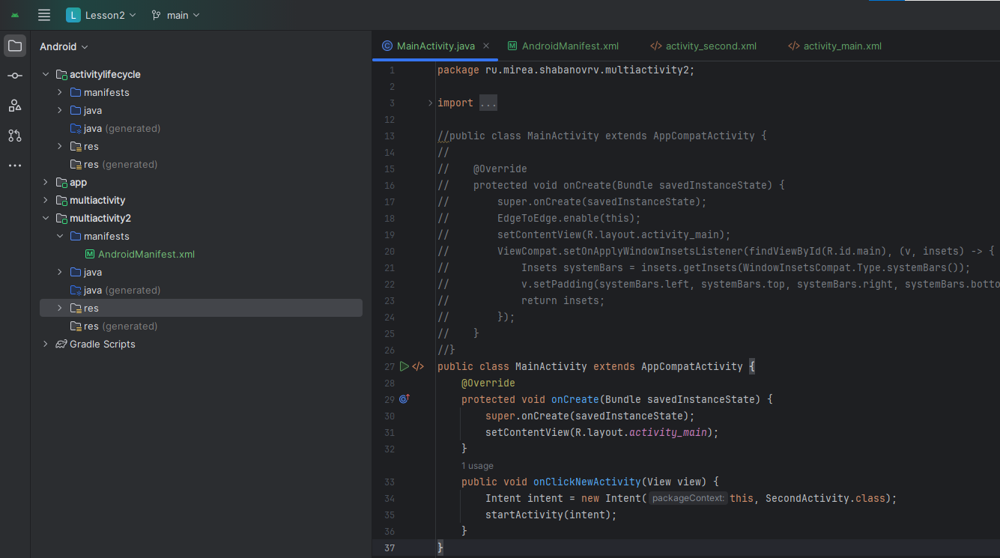 L Lesson2 main
Android
activitylifecycle
manifests
java
java (generated)
res
res (generated)
app
multiactivity
multiactivity2
manifests
AndroidManifest.xml
java
java (generated)
res
res (generated)
Gradle Scripts
MainActivity.java AndroidManifest.xml activity_second.xml activity_main.xml
1 package ru.mirea.shabanovrv.multiactivity2;
2
3 import ...
12
13 //public class MainActivity extends AppCompatActivity {
14 //
15 //    @Override
16 //    protected void onCreate(Bundle savedInstanceState) {
17 //        super.onCreate(savedInstanceState);
18 //        EdgeToEdge.enable(this);
19 //        setContentView(R.layout.activity_main);
20 //        ViewCompat.setOnApplyWindowInsetsListener(findViewById(R.id.main), (v, insets) -> {
21 //            Insets systemBars = insets.getInsets(WindowInsetsCompat.Type.systemBars());
22 //            v.setPadding(systemBars.left, systemBars.top, systemBars.right, systemBars.botto
23 //            return insets;
24 //        });
25 //    }
26 //}
27 public class MainActivity extends AppCompatActivity {
28     @Override
29     protected void onCreate(Bundle savedInstanceState) {
30         super.onCreate(savedInstanceState);
31         setContentView(R.layout.activity_main);
32     }
1 usage
33     public void onClickNewActivity(View view) {
34         Intent intent = new Intent( packageContext: this, SecondActivity.class);
35         startActivity(intent);
36     }
37 }